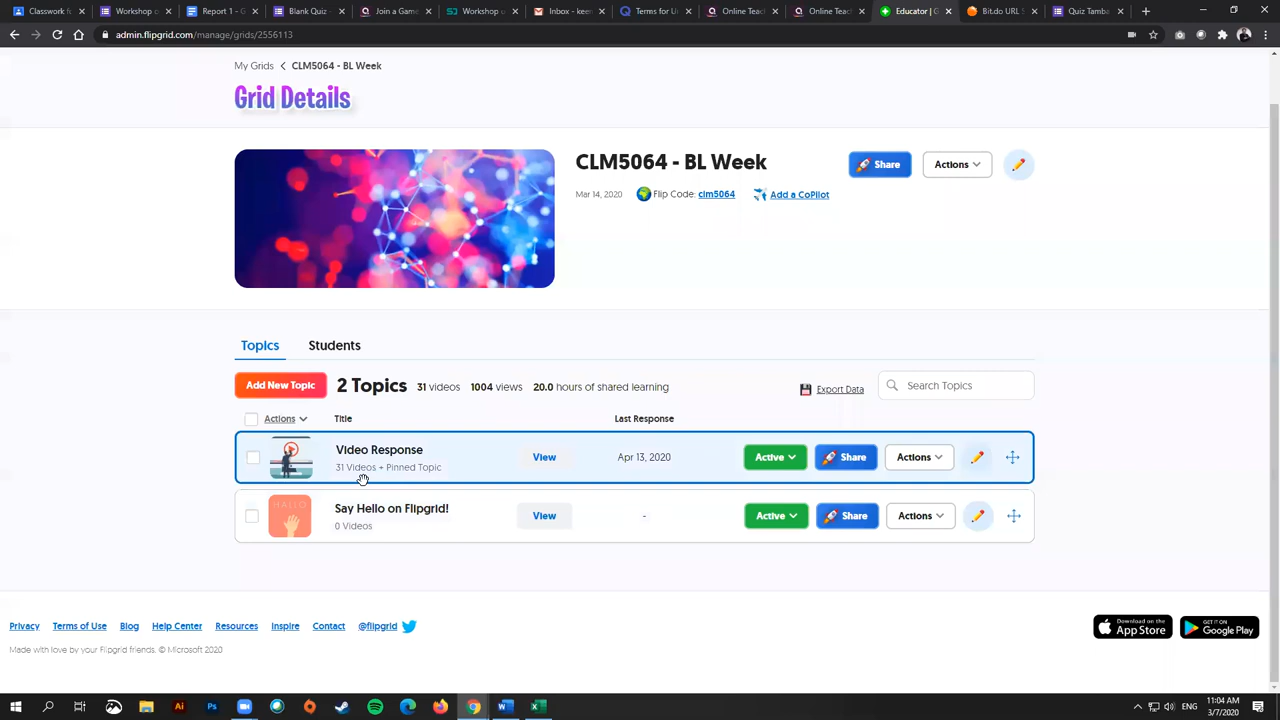 Classwork fo
Workshop o
Report 1 - G
Blank Quiz
Join a Game
Workshop u
Inbox - keen
Terms for Un
Online Teac
Online Teac
Educator | G
Bit.do URL S
Quiz Tamba
admin.flipgrid.com/manage/grids/2556113
My Grids < CLM5064 - BL Week
Grid Details
CLM5064 - BL Week
Share
Actions
Mar 14, 2020
Flip Code: clm5064
Add a CoPilot
Topics
Students
Add New Topic
2 Topics
31 videos
1004 views
20.0 hours of shared learning
Export Data
Search Topics
Actions
Title
Last Response
Video Response
31 Videos • Pinned Topic
View
Apr 13, 2020
Active
Share
Actions
Say Hello on Flipgrid!
0 Videos
HALLO
View
-
Active
Share
Actions
Privacy
Terms of Use
Blog
Help Center
Resources
Inspire
Contact
@flipgrid
Made with love by your Flipgrid friends. © Microsoft 2020
Download on the
App Store
GET IT ON
Google Play
Ai
Ps
ENG
11:04 AM
3/7/2020